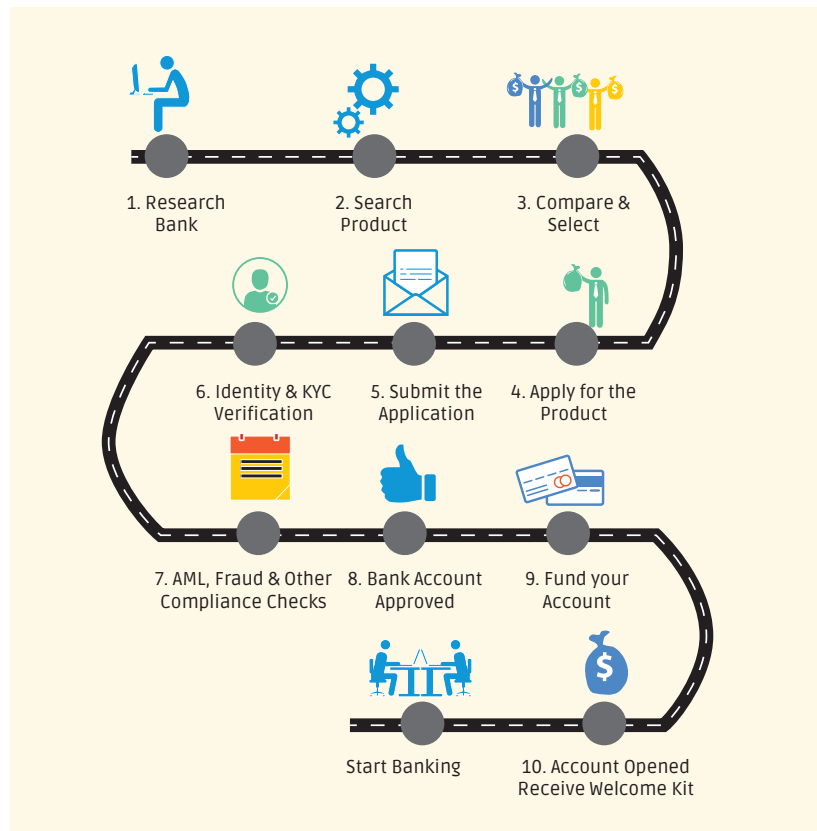 1. Research
Bank
2. Search
Product
3. Compare &
Select
6. Identity & KYC
Verification
5. Submit the
Application
4. Apply for the
Product
7. AML, Fraud & Other
Compliance Checks
8. Bank Account
Approved
9. Fund your
Account
Start Banking
10. Account Opened
Receive Welcome Kit